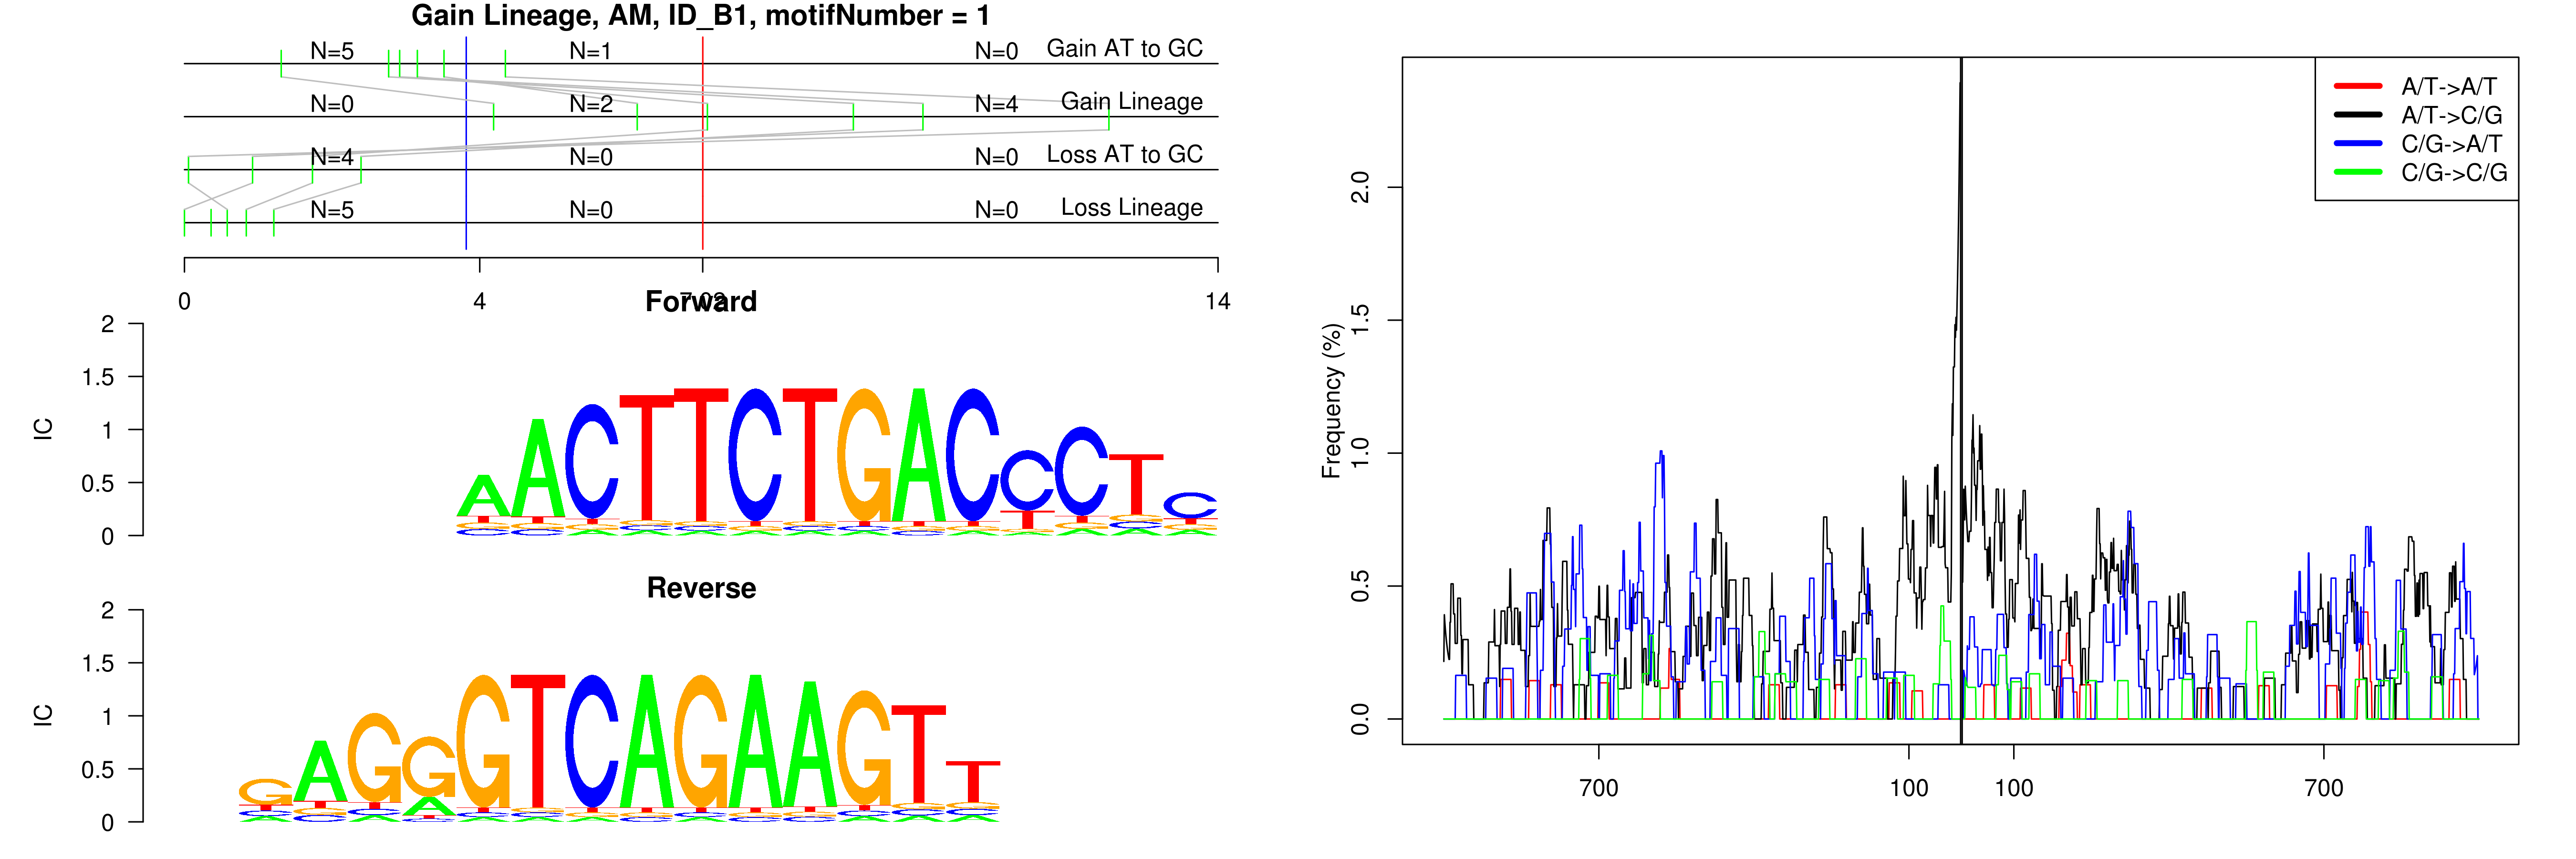 Gain Lineage, AM, ID_B1, motifNumber = 1
N=5 N=1 N=0 Gain AT to GC
N=0 N=2 N=4 Gain Lineage
N=4 N=0 N=0 Loss AT to GC
N=5 N=0 N=0 Loss Lineage
0 4 14
Forward
2
1.5
1
0.5
0
IC
AACTTCTGACCCTC
Reverse
2
1.5
1
0.5
0
IC
GAGGGTCAGAAGTT
A/T->A/T
A/T->C/G
C/G->A/T
C/G->C/G
Frequency (%)
2.0
1.5
1.0
0.5
0.0
700 100 100 700